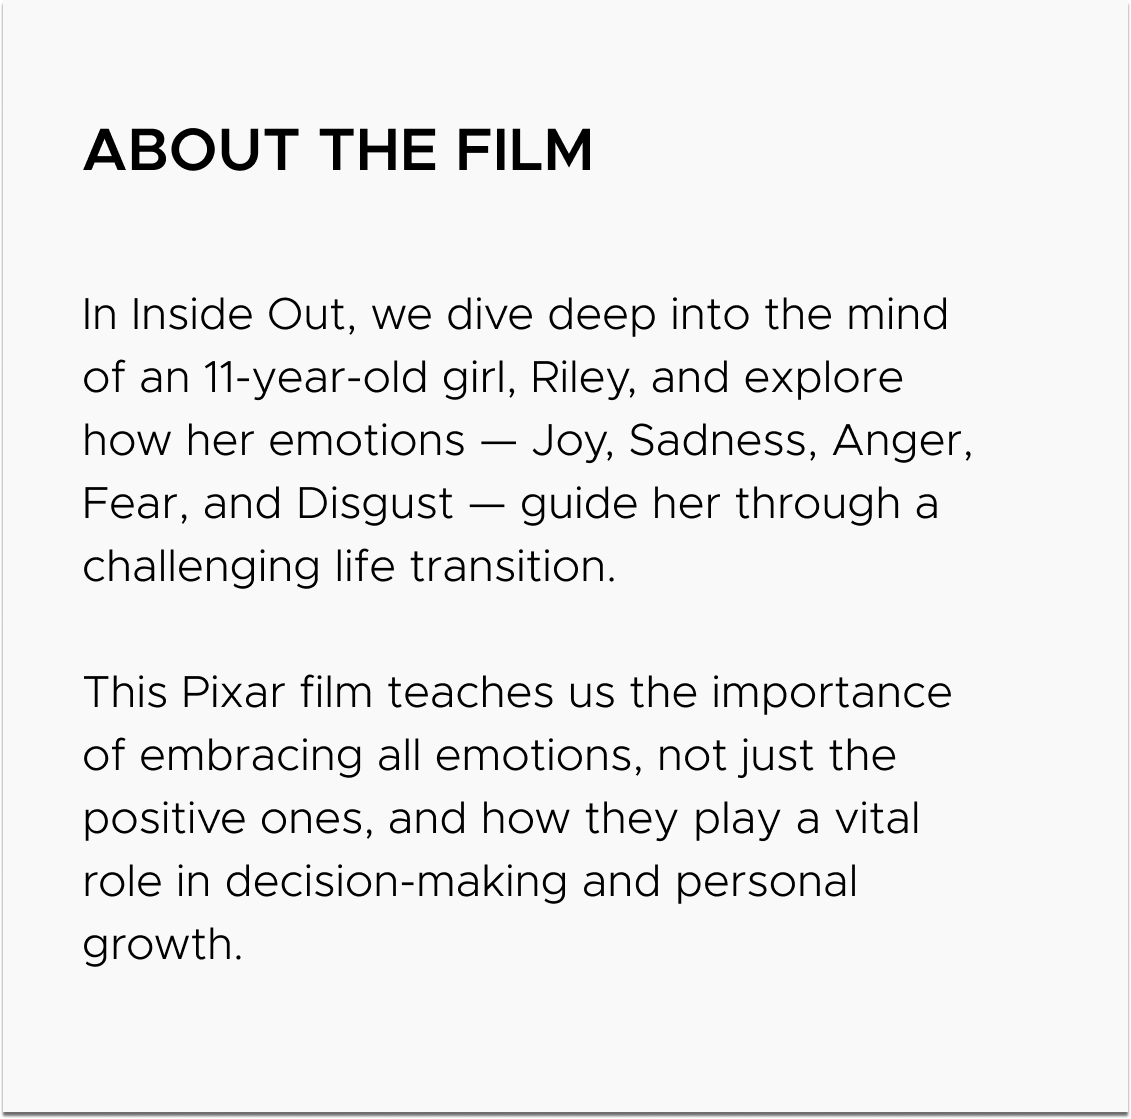 ABOUT THE FILM
In Inside Out, we dive deep into the mind
of an 11-year-old girl, Riley, and explore
how her emotions — Joy, Sadness, Anger,
Fear, and Disgust — guide her through a
challenging life transition.
This Pixar film teaches us the importance
of embracing all emotions, not just the
positive ones, and how they play a vital
role in decision-making and personal
growth.